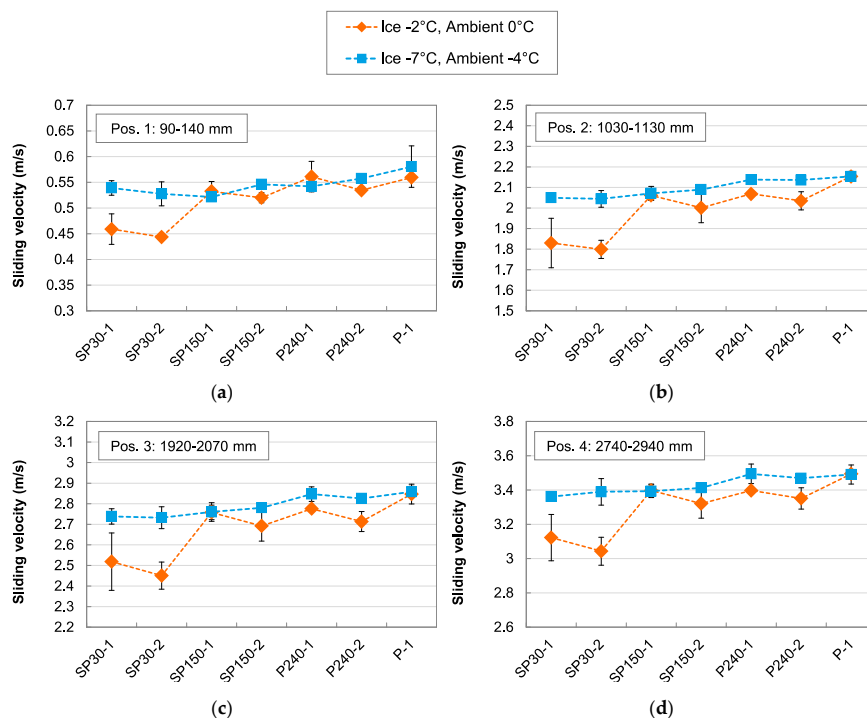 Ice -2°C, Ambient 0°C
Ice -7°C, Ambient -4°C
Sliding velocity (m/s)
0.7
0.65
0.6
0.55
0.5
0.45
0.4
0.35
0.3
Pos. 1: 90-140 mm
SP30-1
SP30-2
SP150-1
SP150-2
P240-1
P240-2
P-1
(a)
Sliding velocity (m/s)
2.5
2.4
2.3
2.2
2.1
2
1.9
1.8
1.7
1.6
1.5
Pos. 2: 1030-1130 mm
SP30-1
SP30-2
SP150-1
SP150-2
P240-1
P240-2
P-1
(b)
Sliding velocity (m/s)
3.2
3.1
3
2.9
2.8
2.7
2.6
2.5
2.4
2.3
2.2
Pos. 3: 1920-2070 mm
SP30-1
SP30-2
SP150-1
SP150-2
P240-1
P240-2
P-1
(c)
Sliding velocity (m/s)
3.8
3.6
3.4
3.2
3
2.8
2.6
Pos. 4: 2740-2940 mm
SP30-1
SP30-2
SP150-1
SP150-2
P240-1
P240-2
P-1
(d)